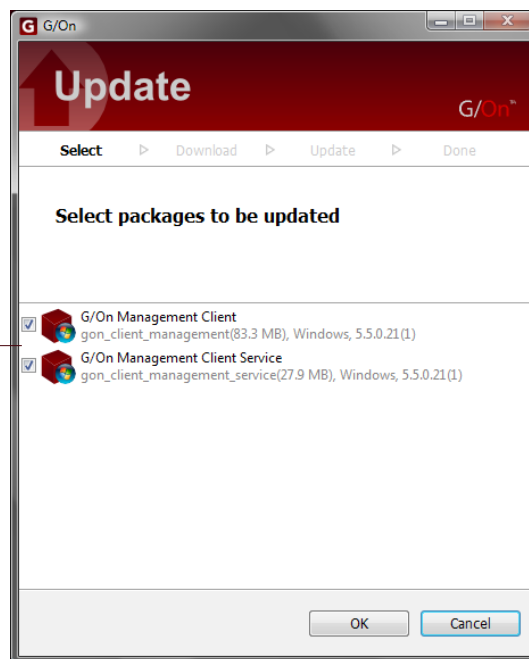 G G/On
Update
G/On™
Select Download Update Done
Select packages to be updated
G/On Management Client
gon_client_management(83.3 MB), Windows, 5.5.0.21(1)
G/On Management Client Service
gon_client_management_service(27.9 MB), Windows, 5.5.0.21(1)
OK Cancel